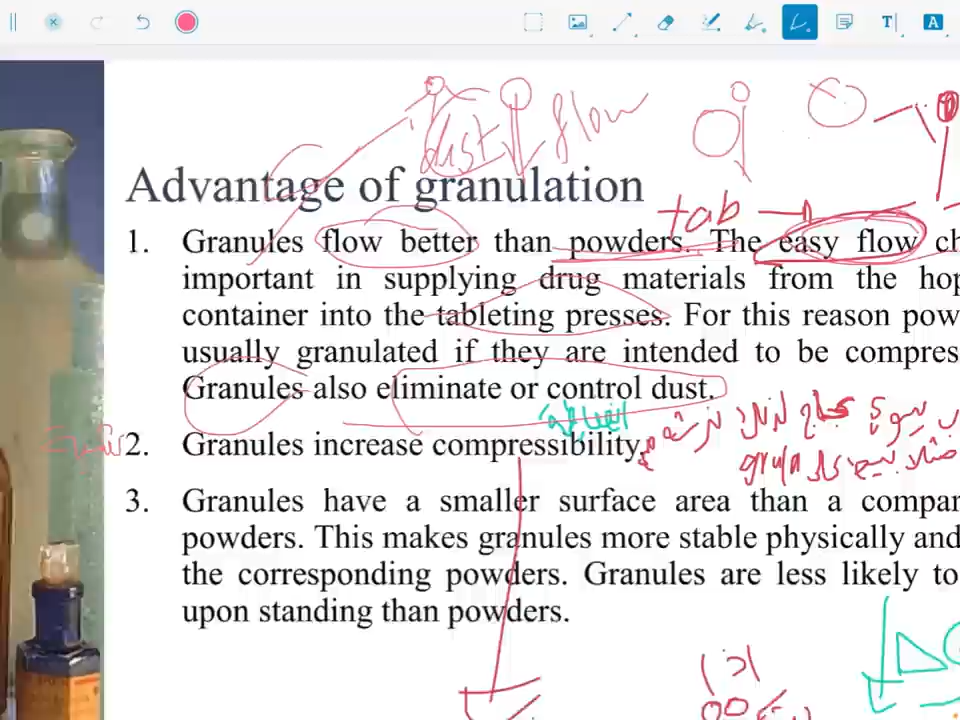 dust flow
Advantage of granulation
tab
1. Granules flow better than powders. The easy flow ch
important in supplying drug materials from the hop
container into the tableting presses. For this reason pow
usually granulated if they are intended to be compres
Granules also eliminate or control dust.
2. Granules increase compressibility.
3. Granules have a smaller surface area than a compar
powders. This makes granules more stable physically and
the corresponding powders. Granules are less likely to
upon standing than powders.